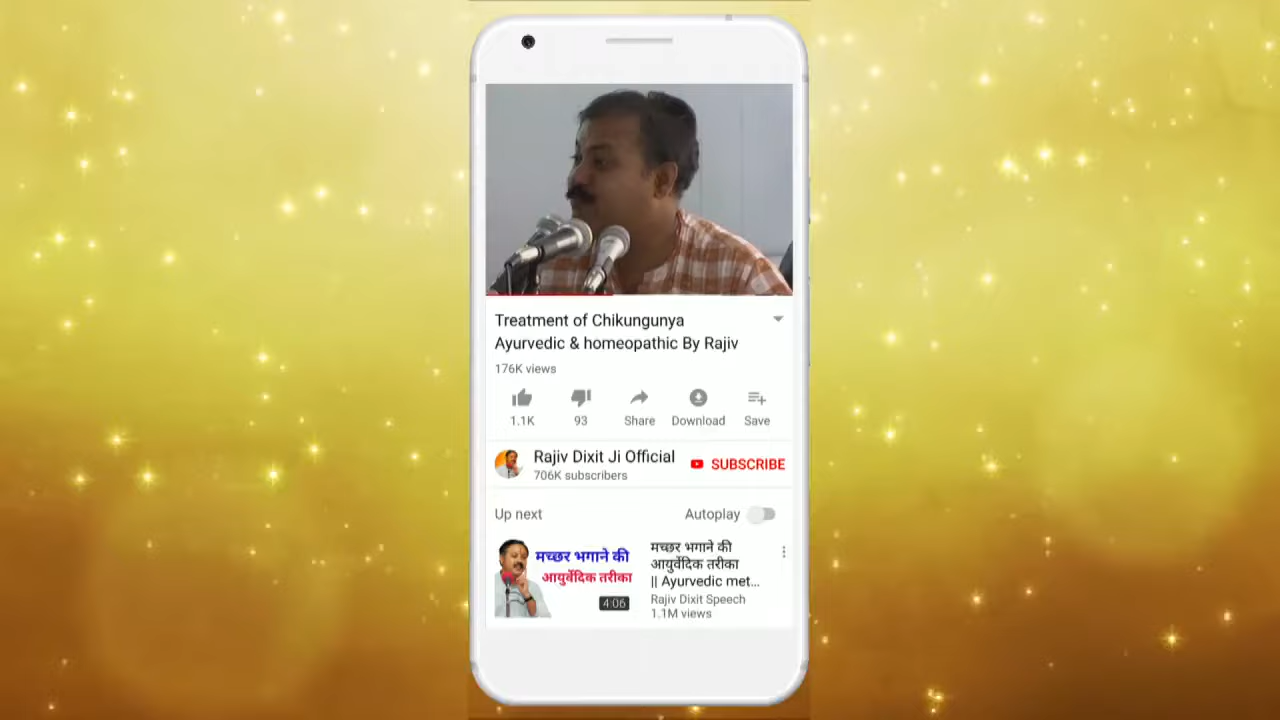 Treatment of Chikungunya
Ayurvedic & homeopathic By Rajiv
176K views
1.1K
93
Share
Download
Save
Rajiv Dixit Ji Official
706K subscribers
SUBSCRIBE
Up next
Autoplay
मच्छर भगाने की
आयुर्वेदिक तरीका
4:06
मच्छर भगाने की
आयुर्वेदिक तरीका
|| Ayurvedic met...
Rajiv Dixit Speech
1.1M views